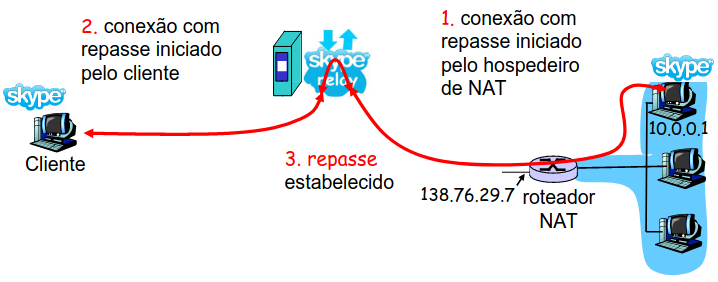 2. conexão com
repasse iniciado
pelo cliente
1. conexão com
repasse iniciado
pelo hospedeiro
de NAT
skype
relay
skype
skype
10.0.0.1
Cliente
3. repasse
estabelecido
138.76.29.7
roteador
NAT